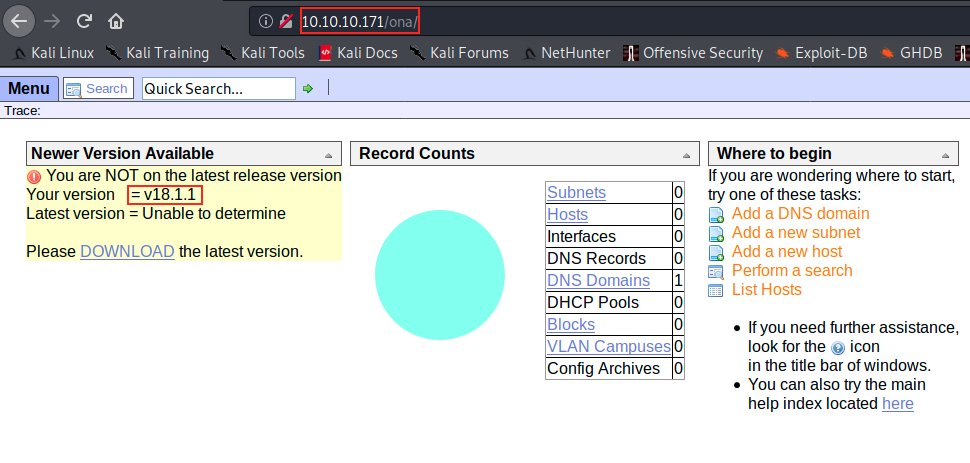 10.10.10.171/ona/
Kali Linux Kali Training Kali Tools Kali Docs Kali Forums NetHunter Offensive Security Exploit-DB GHDB
Menu Search Quick Search...
Trace:
Newer Version Available
You are NOT on the latest release version
Your version = v18.1.1
Latest version = Unable to determine
Please DOWNLOAD the latest version.
Record Counts
Subnets 0
Hosts 0
Interfaces 0
DNS Records 0
DNS Domains 1
DHCP Pools 0
Blocks 0
VLAN Campuses 0
Config Archives 0
Where to begin
If you are wondering where to start,
try one of these tasks:
Add a DNS domain
Add a new subnet
Add a new host
Perform a search
List Hosts
If you need further assistance,
look for the icon
in the title bar of windows.
You can also try the main
help index located here